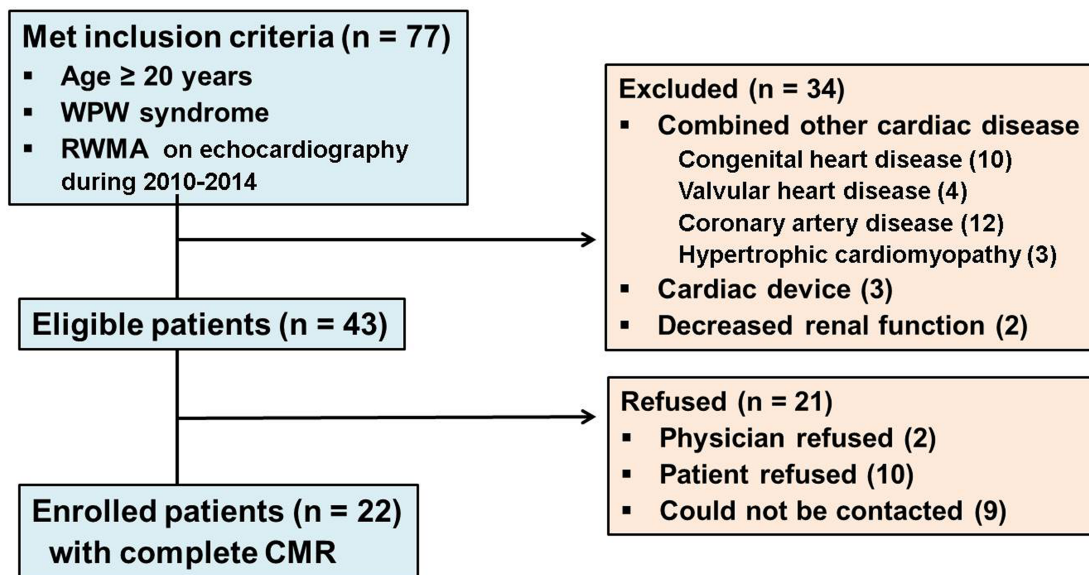 Met inclusion criteria (n = 77)
▪ Age ≥ 20 years
▪ WPW syndrome
▪ RWMA on echocardiography
during 2010-2014
Excluded (n = 34)
▪ Combined other cardiac disease
Congenital heart disease (10)
Valvular heart disease (4)
Coronary artery disease (12)
Hypertrophic cardiomyopathy (3)
▪ Cardiac device (3)
▪ Decreased renal function (2)
Eligible patients (n = 43)
Refused (n = 21)
▪ Physician refused (2)
▪ Patient refused (10)
▪ Could not be contacted (9)
Enrolled patients (n = 22)
with complete CMR